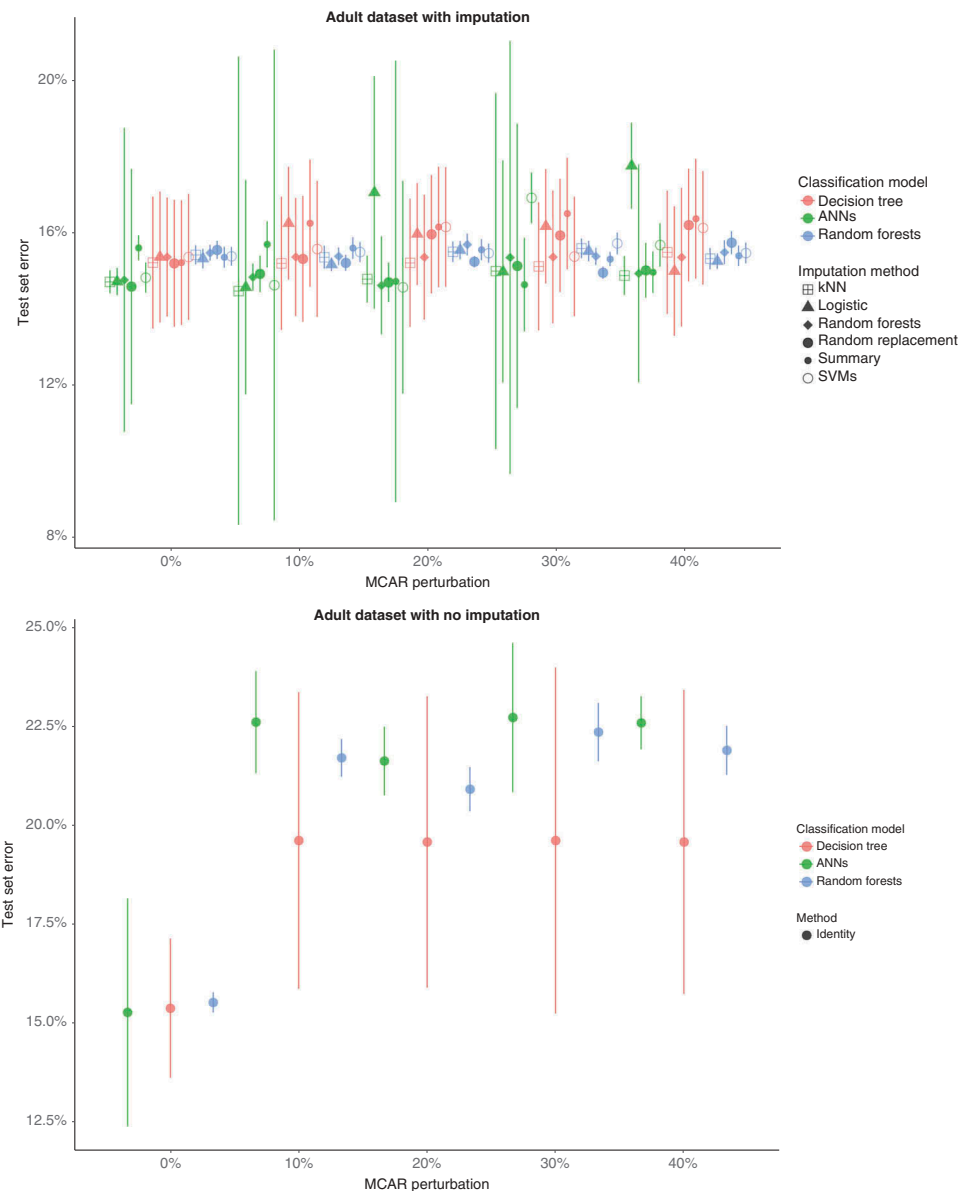 Adult dataset with imputation
20%
16%
12%
8%
Test set error
0%
10%
20%
30%
40%
MCAR perturbation
Classification model
Decision tree
ANNs
Random forests
Imputation method
kNN
Logistic
Random forests
Random replacement
Summary
SVMs
Adult dataset with no imputation
25.0%
22.5%
20.0%
17.5%
15.0%
12.5%
Test set error
0%
10%
20%
30%
40%
MCAR perturbation
Classification model
Decision tree
ANNs
Random forests
Method
Identity